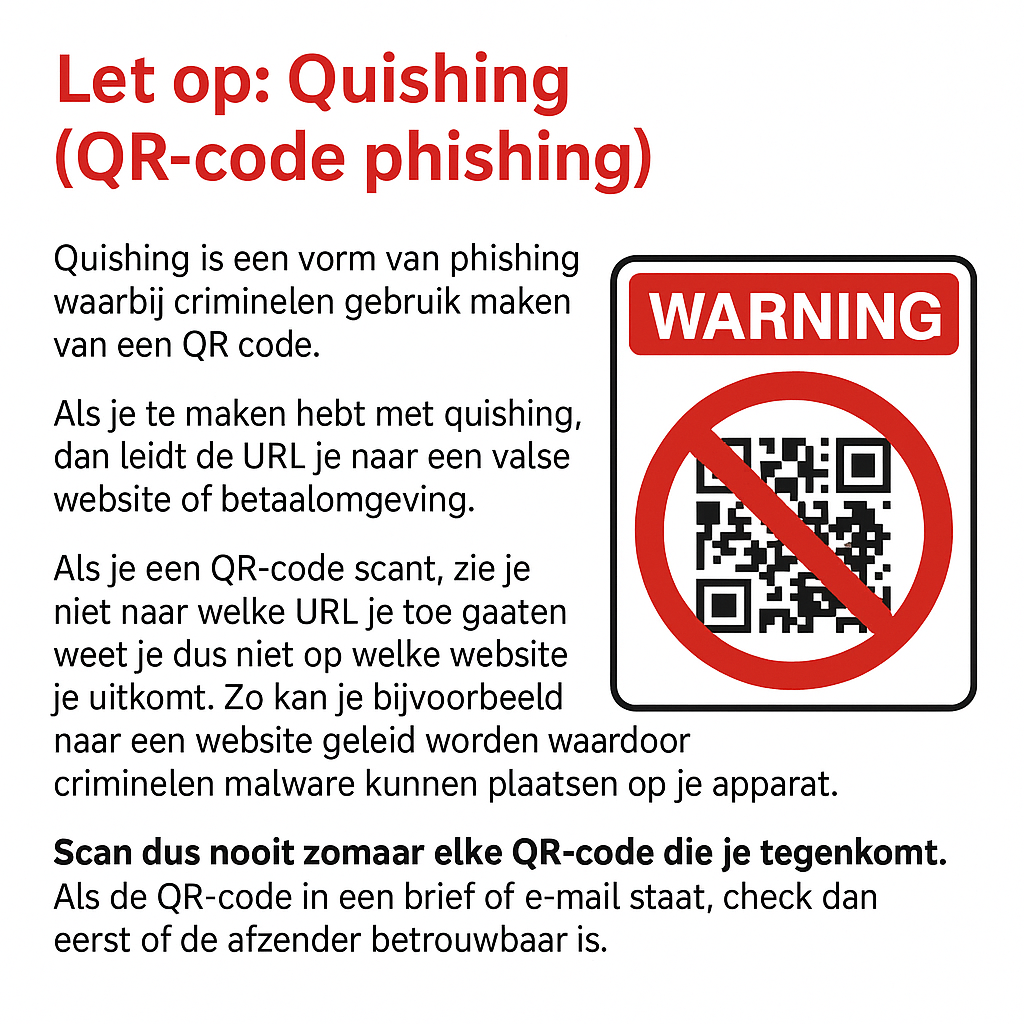 Let op: Quishing
(QR-code phishing)
Quishing is een vorm van phishing
waarbij criminelen gebruik maken
van een QR code.
Als je te maken hebt met quishing,
dan leidt de URL je naar een valse
website of betaalomgeving.
Als je een QR-code scant, zie je
niet naar welke URL je toe gaaten
weet je dus niet op welke website
je uitkomt. Zo kan je bijvoorbeeld
naar een website geleid worden waardoor
criminelen malware kunnen plaatsen op je apparat.
Scan dus nooit zomaar elke QR-code die je tegenkomt.
Als de QR-code in een brief of e-mail staat, check dan
eerst of de afzender betrouwbaar is.
WARNING